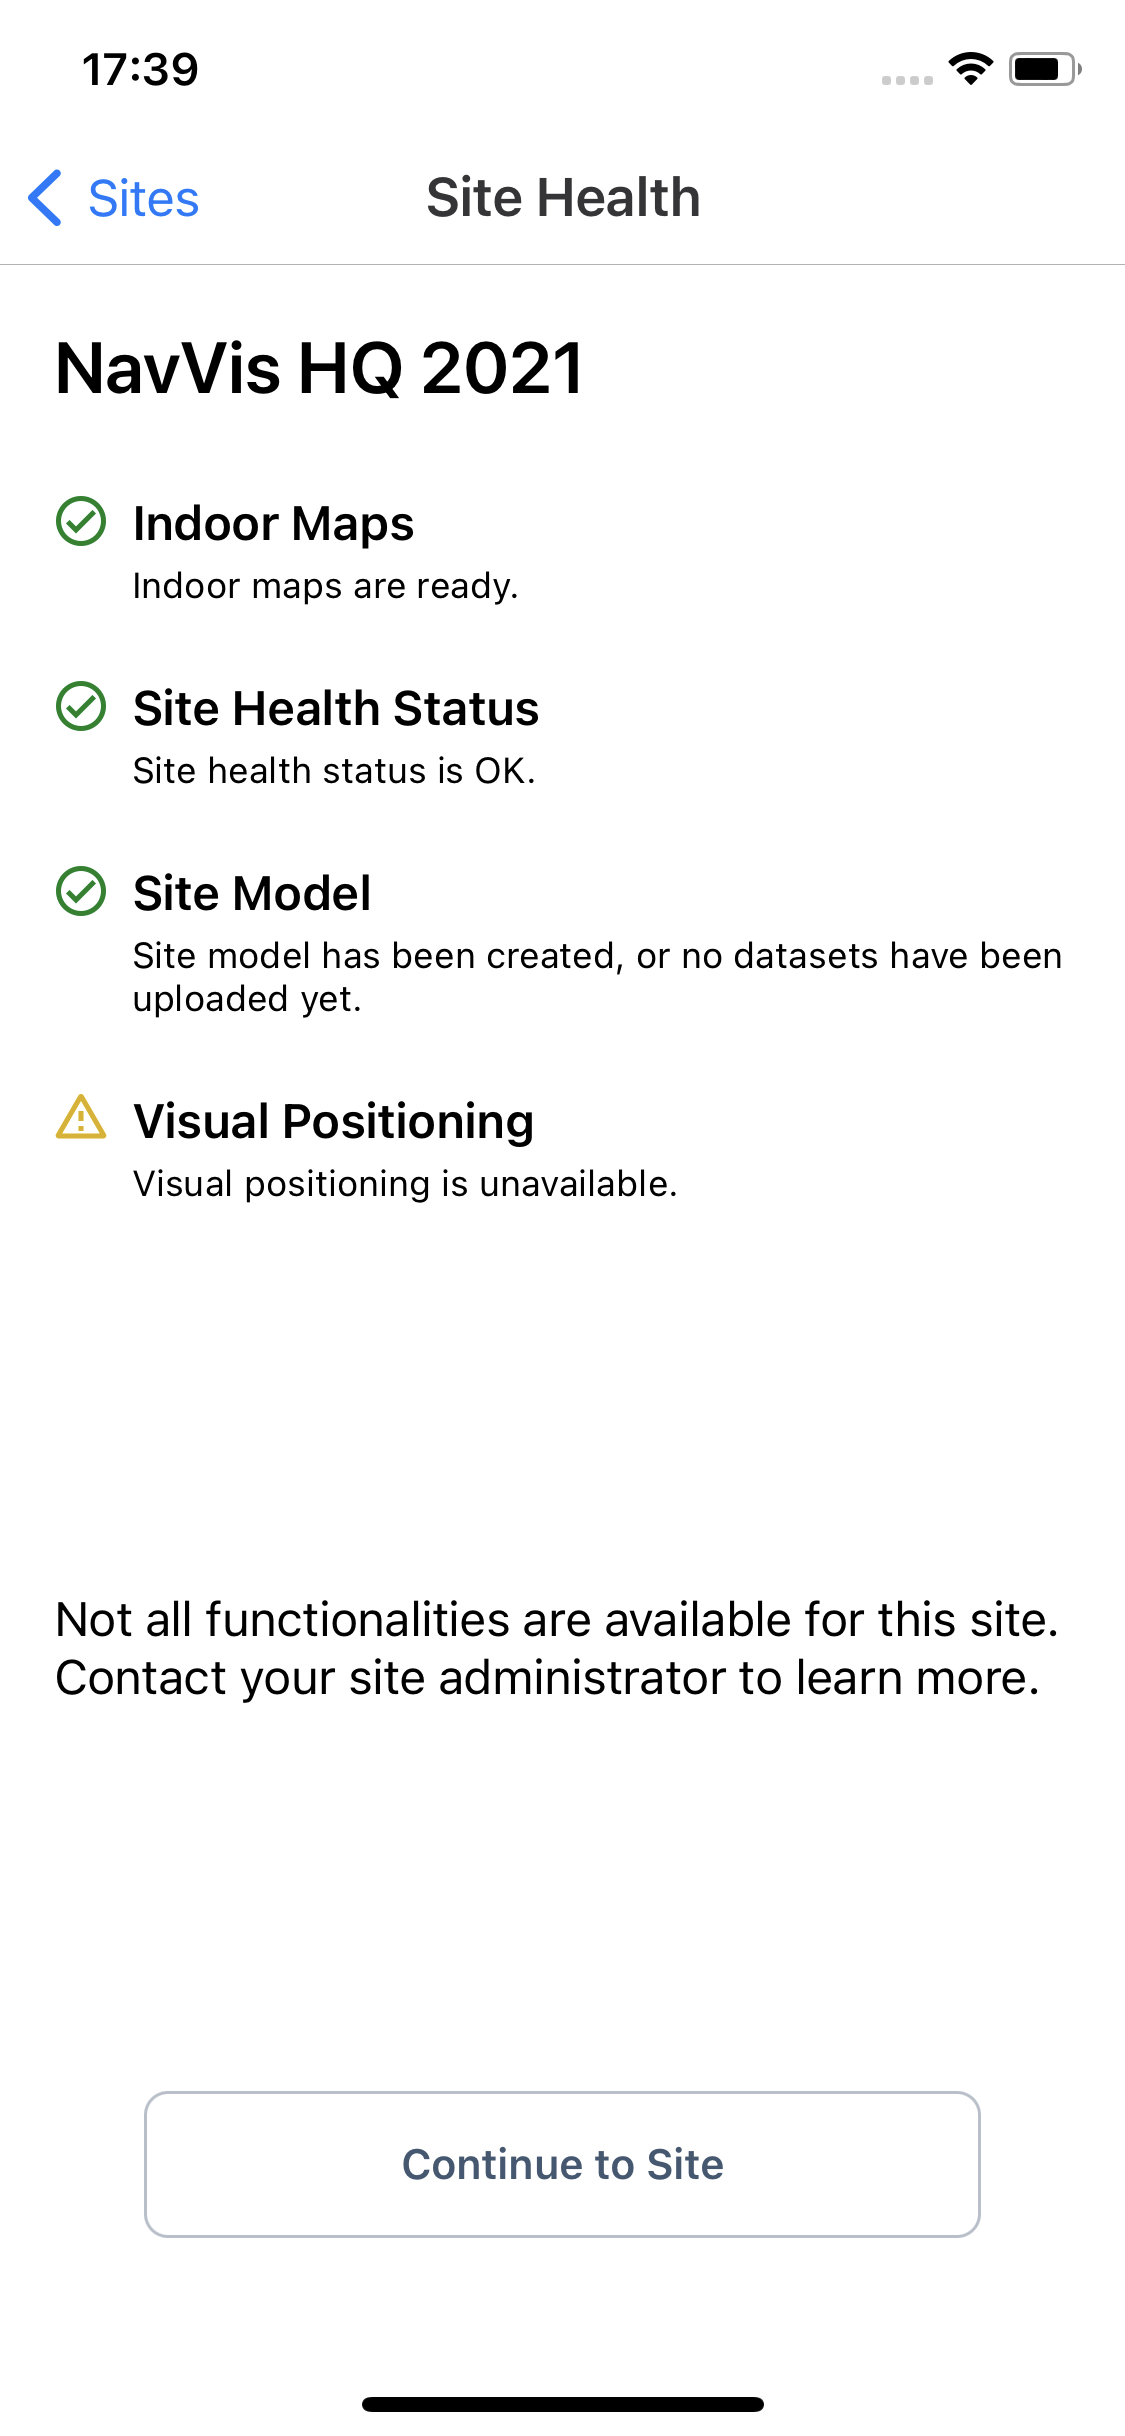 17:39
Sites
Site Health
NavVis HQ 2021
Indoor Maps
Indoor maps are ready.
Site Health Status
Site health status is OK.
Site Model
Site model has been created, or no datasets have been
uploaded yet.
Visual Positioning
Visual positioning is unavailable.
Not all functionalities are available for this site.
Contact your site administrator to learn more.
Continue to Site